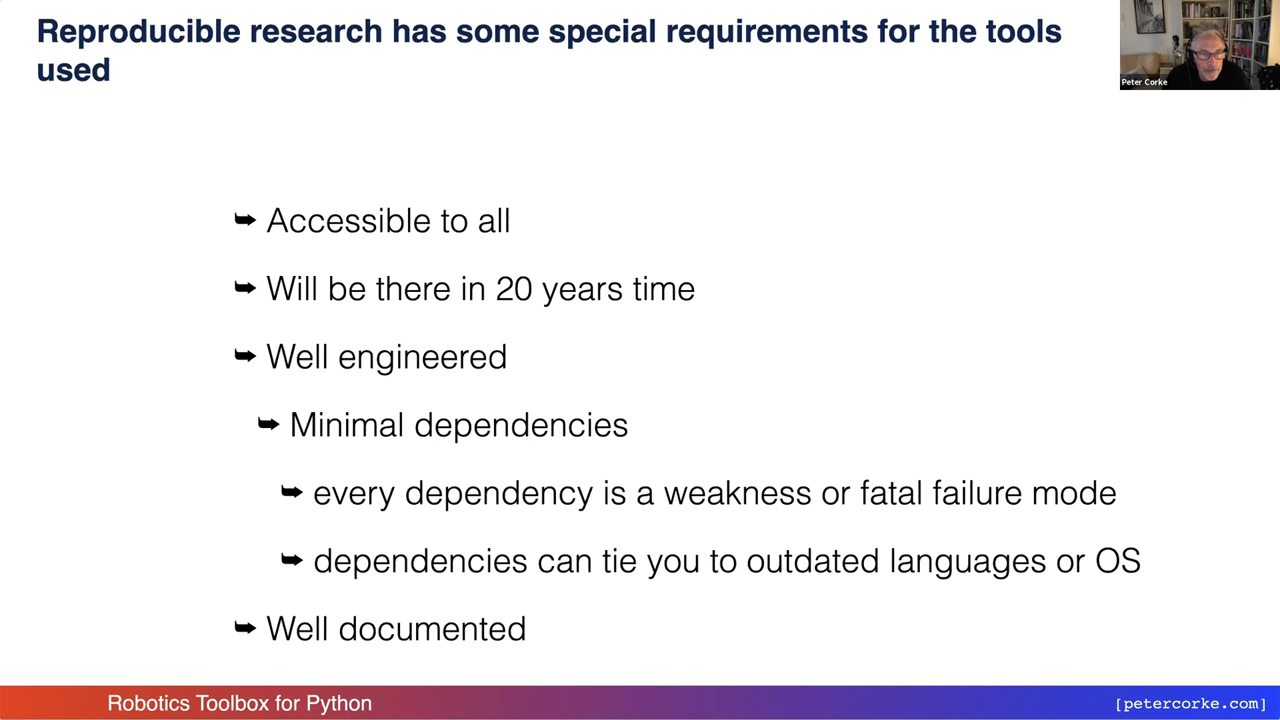 Reproducible research has some special requirements for the tools
used
Peter Corke
➥ Accessible to all
➥ Will be there in 20 years time
➥ Well engineered
➥ Minimal dependencies
➥ every dependency is a weakness or fatal failure mode
➥ dependencies can tie you to outdated languages or OS
➥ Well documented
Robotics Toolbox for Python
[petercorke.com]